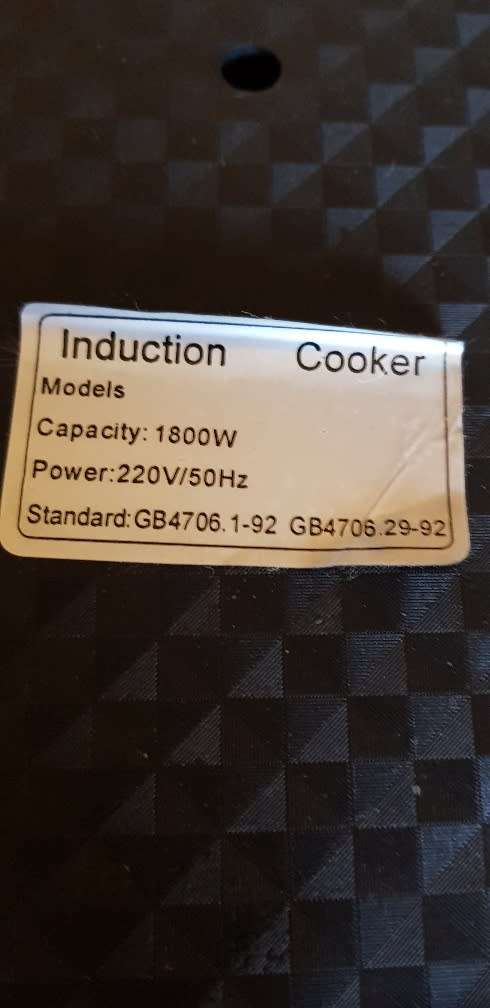 Induction Cooker
Models
Capacity: 1800W
Power:220V/50Hz
Standard:GB4706.1-92 GB4706.29-92